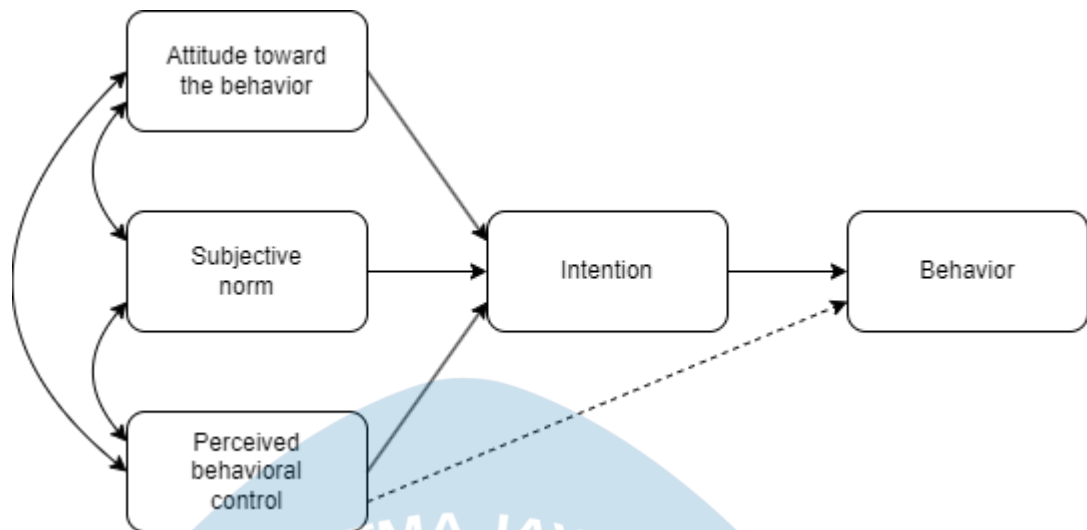 Attitude toward
the behavior
Subjective
norm
Intention
Behavior
Perceived
behavioral
control